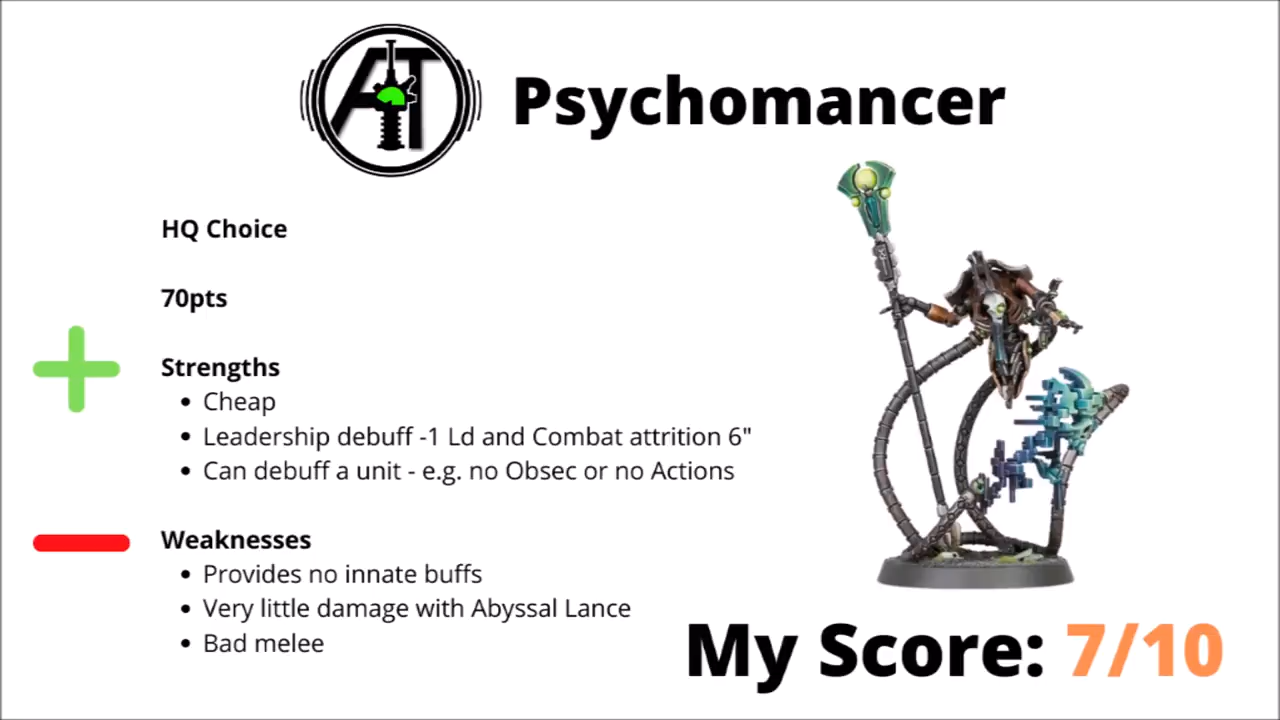 AT
Psychomancer
HQ Choice
70pts
Strengths
• Cheap
• Leadership debuff -1 Ld and Combat attrition 6"
• Can debuff a unit - e.g. no Obsec or no Actions
Weaknesses
• Provides no innate buffs
• Very little damage with Abyssal Lance
• Bad melee
My Score: 7/10